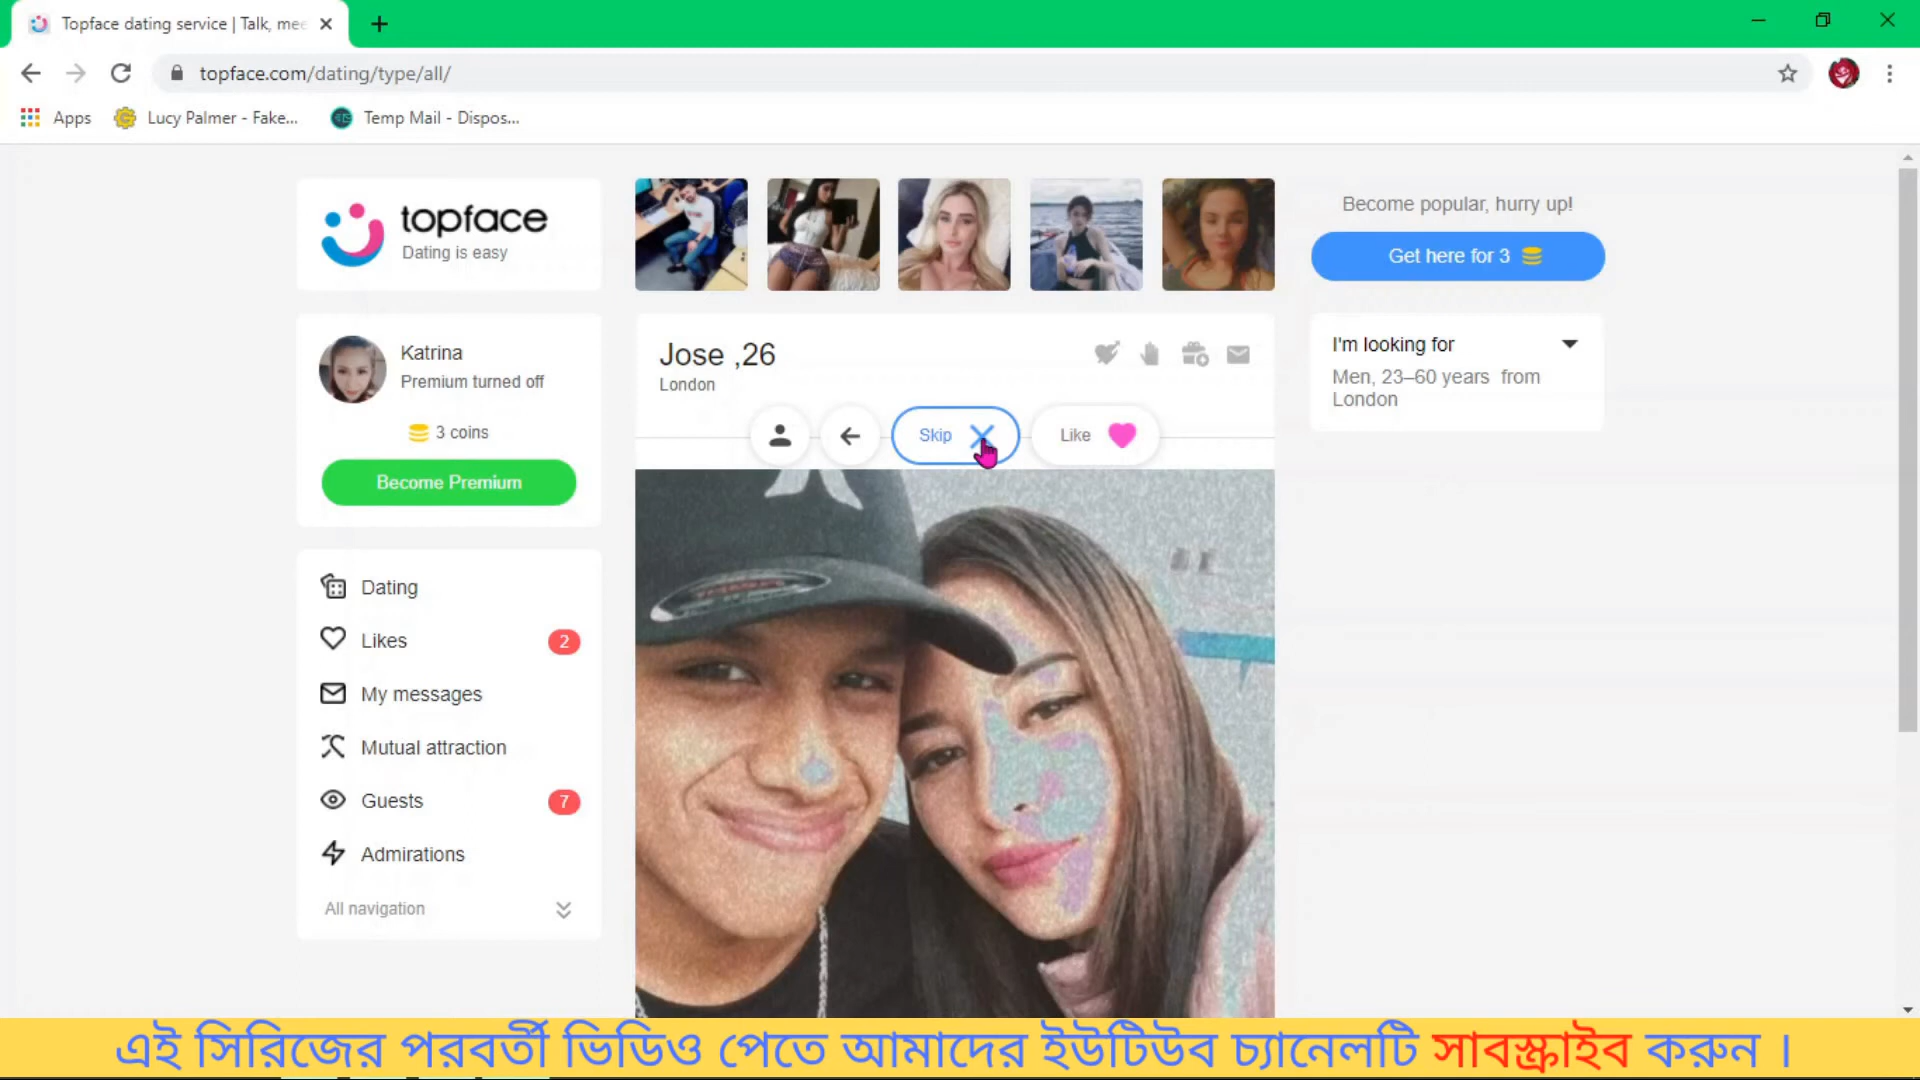 Topface dating service | Talk, mee
topface.com/dating/type/all/
Apps
Lucy Palmer - Fake...
Temp Mail - Dispos...
topface
Dating is easy
Become popular, hurry up!
Get here for 3
Katrina
Premium turned off
3 coins
Become Premium
Jose ,26
London
Skip
Like
I'm looking for
Men, 23–60 years from
London
Dating
Likes
2
My messages
Mutual attraction
Guests
7
Admirations
All navigation
এই সিরিজের পরবর্তী ভিডিও পেতে আমাদের ইউটিউব চ্যানেলটি সাবস্ক্রাইব করুন ।